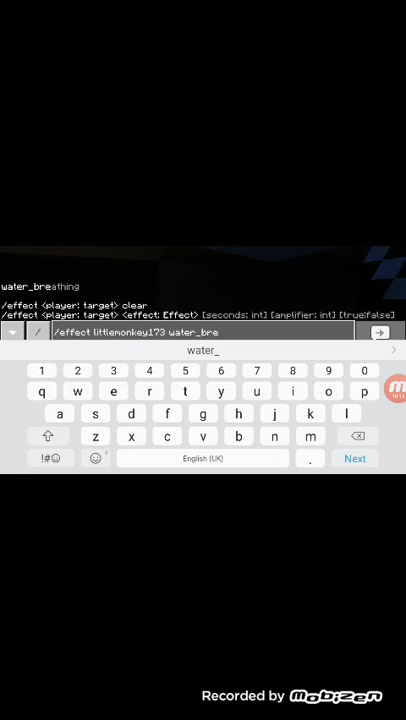 water_breathing
/effect <player: target> clear
/effect <player: target> <effect: Effect> [seconds: int] [amplifier: int] [true|false]
/ /effect littlemonkey173 water_bre
water_
1 2 3 4 5 6 7 8 9 0
q w e r t y u i o p
a s d f g h j k l
z x c v b n m
!#☺ English (UK) . Next
Recorded by MOBIZEN